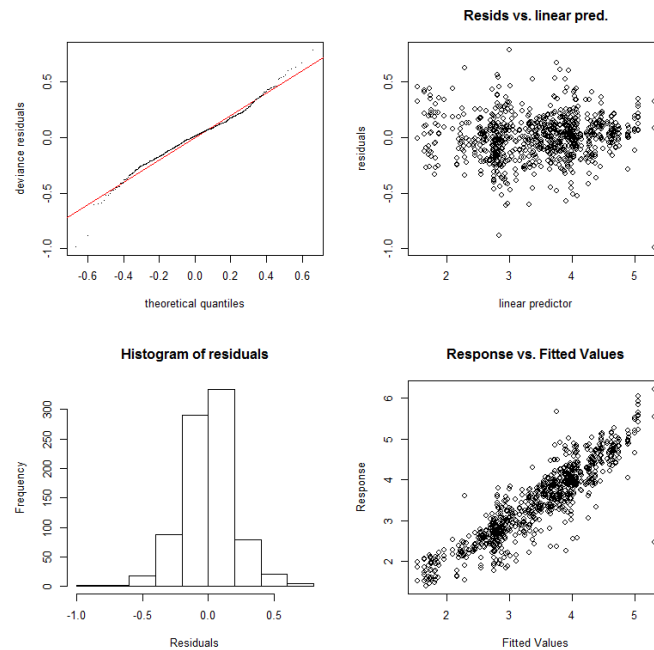 Resids vs. linear pred.
deviance residuals
-1.0 -0.5 0.0 0.5
-0.6 -0.4 -0.2 0.0 0.2 0.4 0.6
theoretical quantiles
residuals
-1.0 -0.5 0.0 0.5
2 3 4 5
linear predictor
Histogram of residuals
Frequency
0 50 100 150 200 250 300
-1.0 -0.5 0.0 0.5
Residuals
Response vs. Fitted Values
Response
2 3 4 5 6
2 3 4 5
Fitted Values